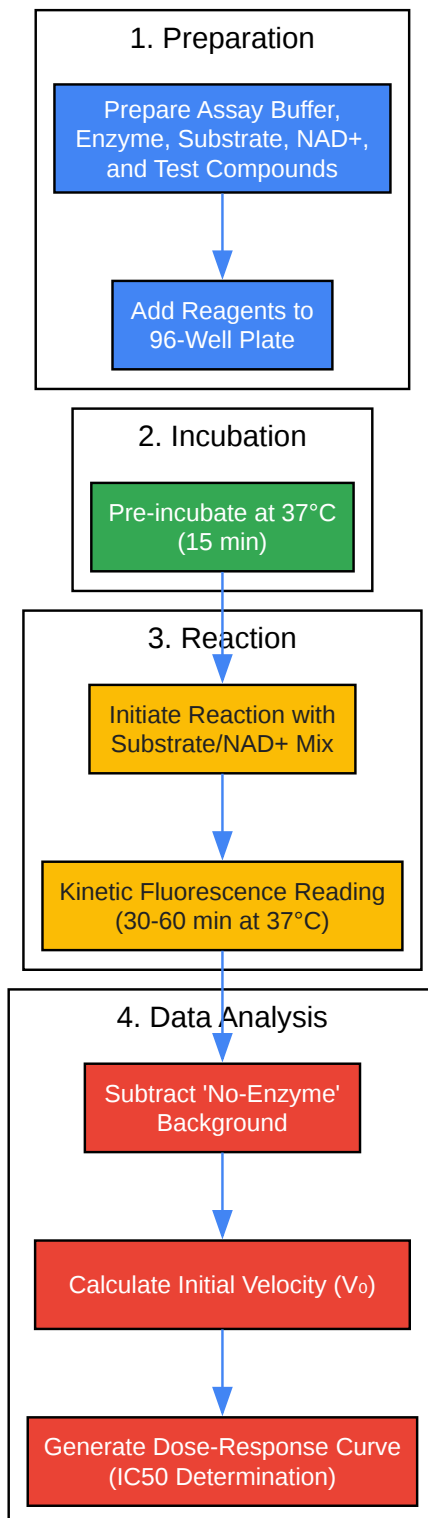 1. Preparation
Prepare Assay Buffer,
Enzyme, Substrate, NAD+,
and Test Compounds
Add Reagents to
96-Well Plate
2. Incubation
Pre-incubate at 37°C
(15 min)
3. Reaction
Initiate Reaction with
Substrate/NAD+ Mix
Kinetic Fluorescence Reading
(30-60 min at 37°C)
4. Data Analysis
Subtract 'No-Enzyme'
Background
Calculate Initial Velocity (V₀)
Generate Dose-Response Curve
(IC50 Determination)